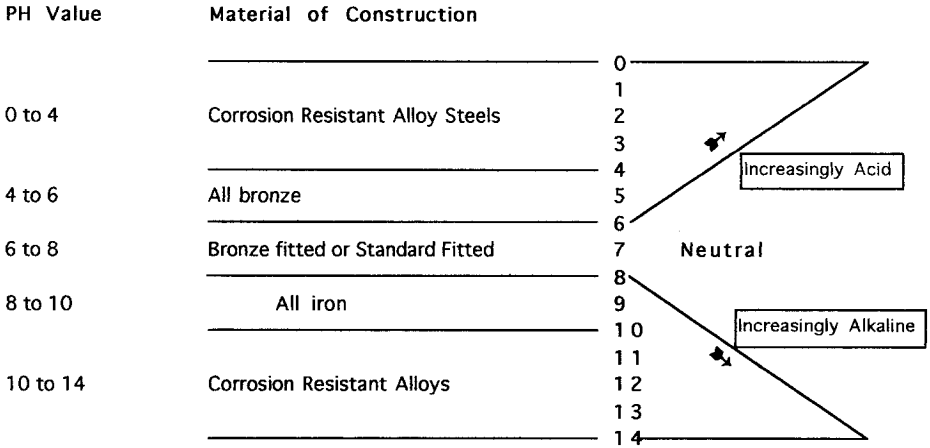 PH Value Material of Construction
0
1
0 to 4 Corrosion Resistant Alloy Steels 2
3
4 Increasingly Acid
4 to 6 All bronze 5
6
6 to 8 Bronze fitted or Standard Fitted 7 Neutral
8
8 to 10 All iron 9
10 Increasingly Alkaline
11
10 to 14 Corrosion Resistant Alloys 12
13
14